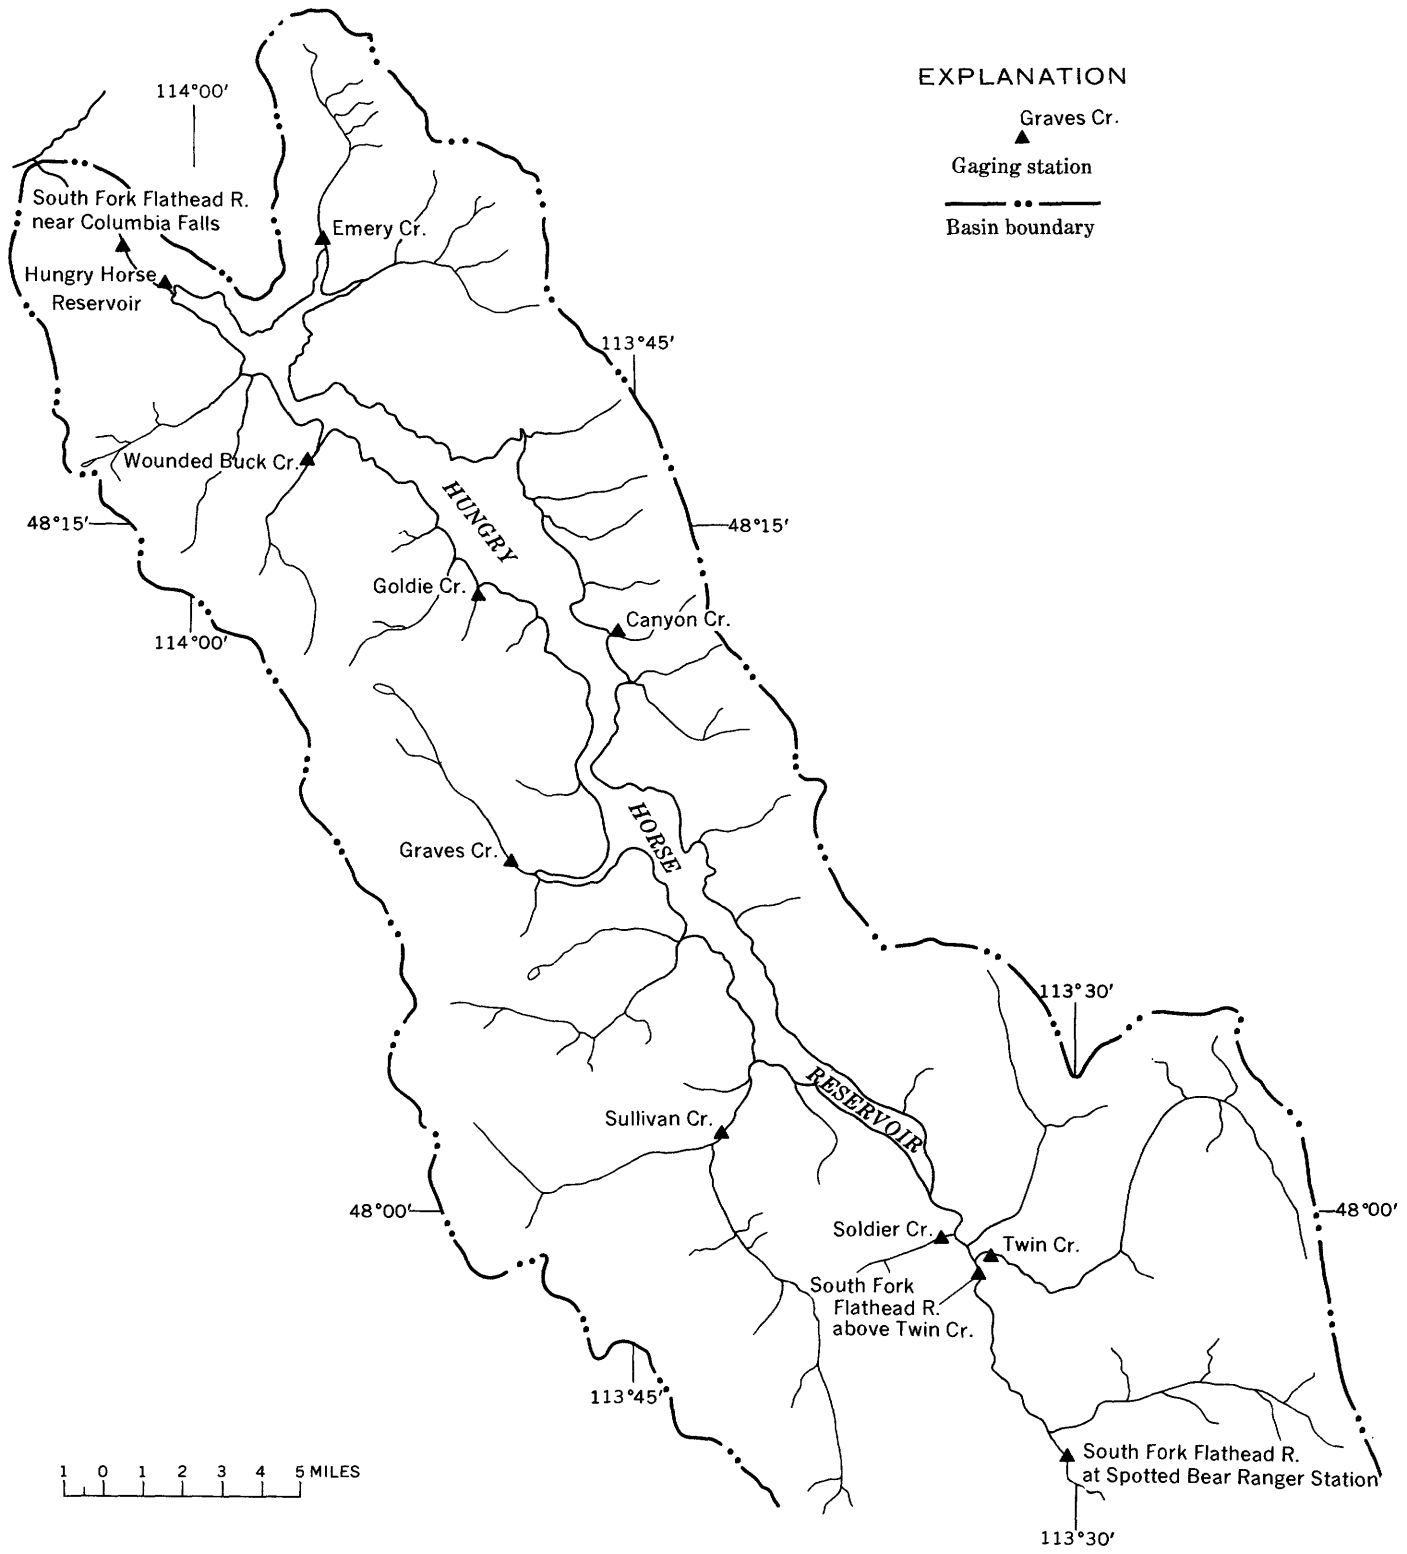 EXPLANATION
Graves Cr.
Gaging station
Basin boundary
114°00′
South Fork Flathead R.
near Columbia Falls
Emery Cr.
Hungry Horse
Reservoir
113°45′
Wounded Buck Cr.
HUNGRY
48°15′
48°15′
Goldie Cr.
Canyon Cr.
114°00′
HORSE
Graves Cr.
113°30′
RESERVOIR
Sullivan Cr.
48°00′
48°00′
Soldier Cr.
Twin Cr.
South Fork
Flathead R.
above Twin Cr.
113°45′
South Fork Flathead R.
at Spotted Bear Ranger Station
1 0 1 2 3 4 5 MILES
113°30′